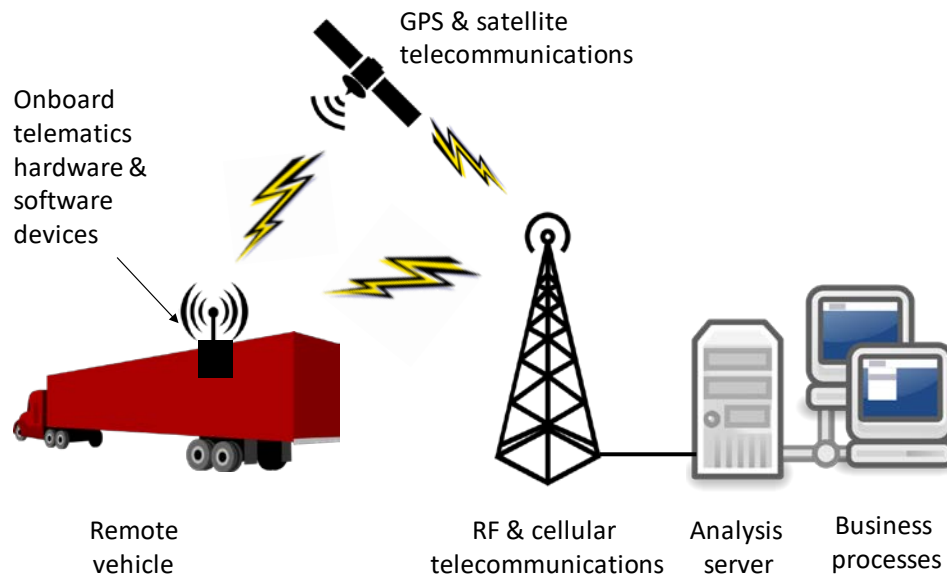 GPS & satellite
telecommunications
Onboard
telematics
hardware &
software
devices
Remote
vehicle
RF & cellular
telecommunications
Analysis
server
Business
processes